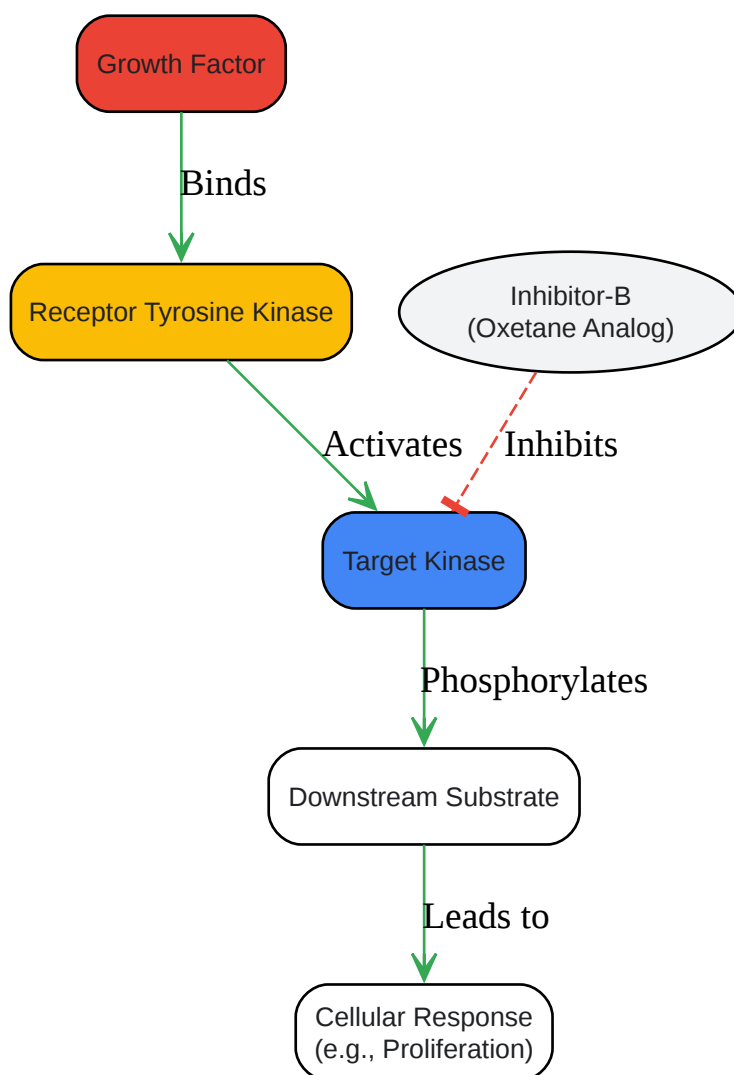 Growth Factor
Binds
Receptor Tyrosine Kinase
Inhibitor-B
(Oxetane Analog)
Activates
Inhibits
Target Kinase
Phosphorylates
Downstream Substrate
Leads to
Cellular Response
(e.g., Proliferation)